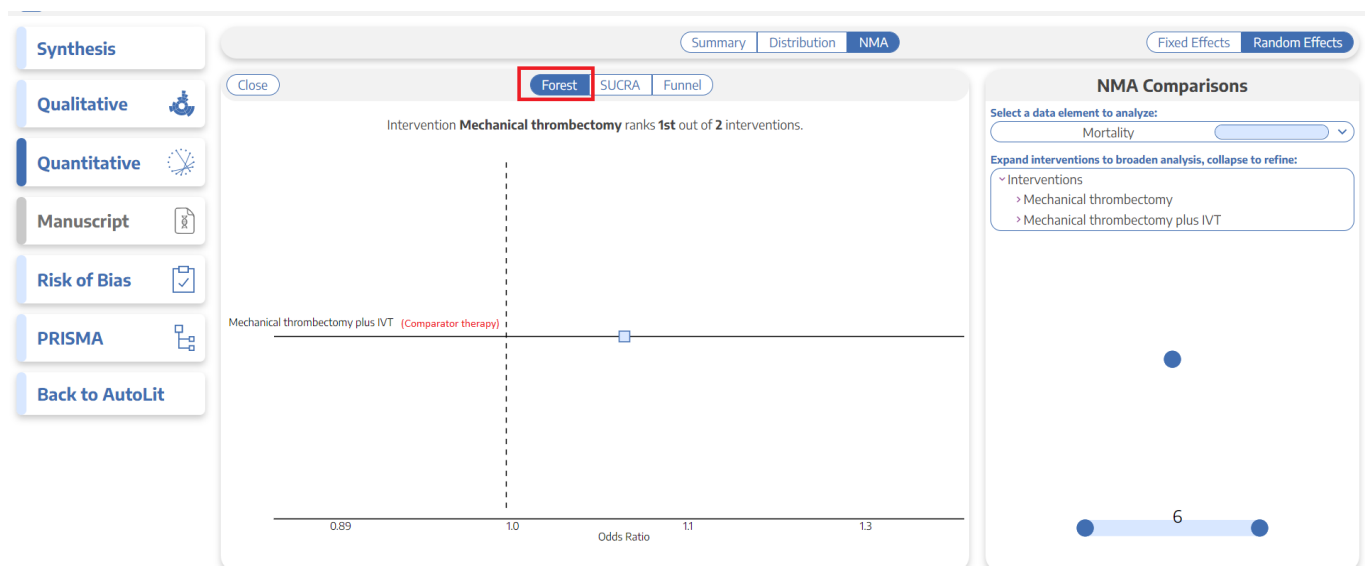 Synthesis
Qualitative
Quantitative
Manuscript
Risk of Bias
PRISMA
Back to AutoLit
Summary Distribution NMA
Fixed Effects Random Effects
Close
Forest SUCRA Funnel
Intervention Mechanical thrombectomy ranks 1st out of 2 interventions.
Mechanical thrombectomy plus IVT (Comparator therapy)
0.89 1.0 1.1 1.3
Odds Ratio
NMA Comparisons
Select a data element to analyze:
Mortality
Expand interventions to broaden analysis, collapse to refine:
Interventions
Mechanical thrombectomy
Mechanical thrombectomy plus IVT
6